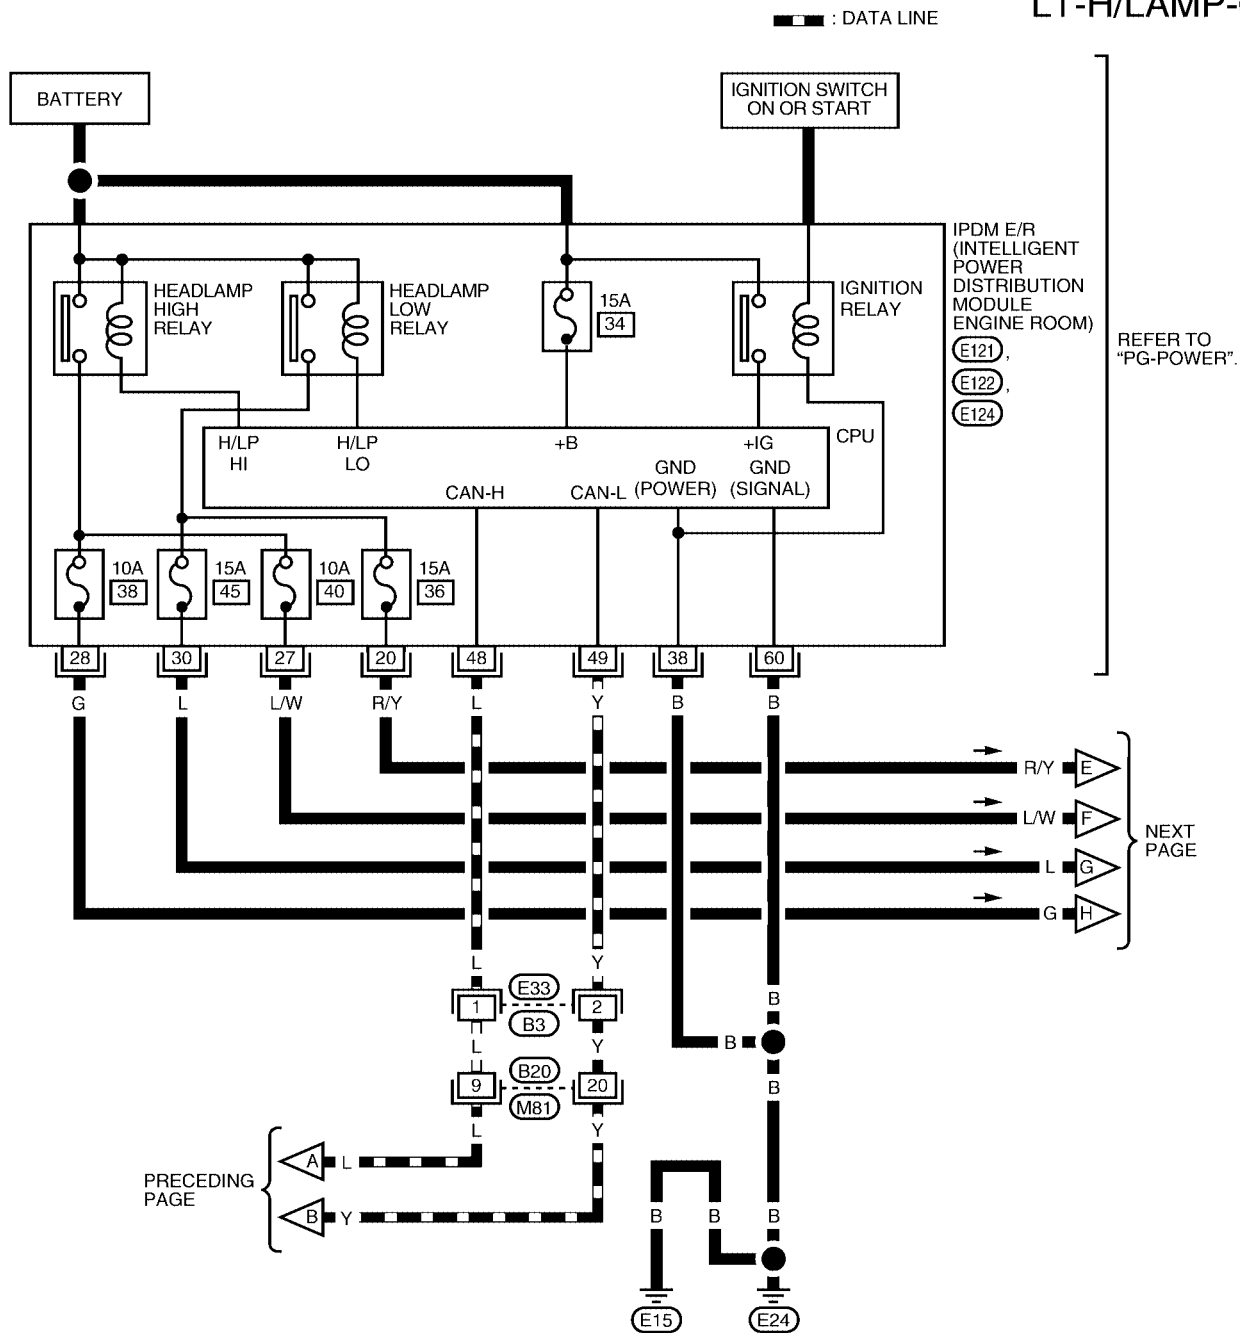 : DATA LINE
LT-H/LAMP-
BATTERY
IGNITION SWITCH
ON OR START
IPDM E/R
(INTELLIGENT
POWER
DISTRIBUTION
MODULE
ENGINE ROOM)
E121 ,
E122 ,
E124
REFER TO
“PG-POWER”.
HEADLAMP
HIGH
RELAY
HEADLAMP
LOW
RELAY
15A
34
IGNITION
RELAY
H/LP
HI
H/LP
LO
+B
+IG
CPU
CAN-H
CAN-L
GND
(POWER)
GND
(SIGNAL)
10A
38
15A
45
10A
40
15A
36
28 30 27 20 48 49 38 60
G L L/W R/Y L Y B B
R/Y E
L/W F
L G
G H
NEXT
PAGE
L Y B
1 E33 2
B3
B
L Y B
9 B20 20
M81
L Y
PRECEDING
PAGE
A L
B Y
B B B
E15 E24